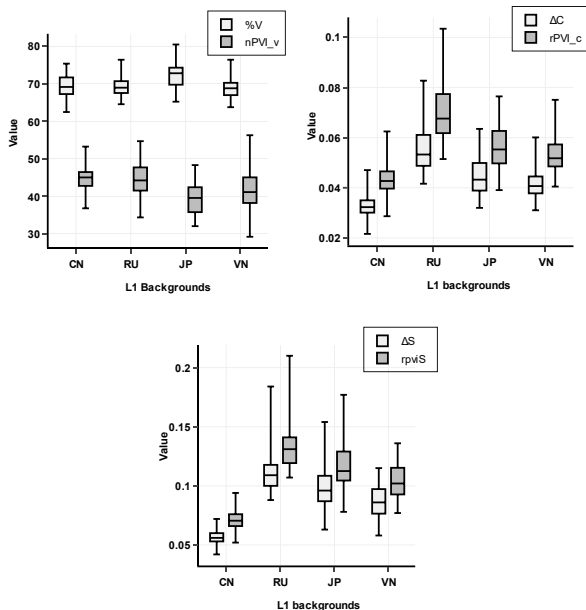 %V
nPVI_v
80
70
60
50
40
30
Value
CN RU JP VN
L1 Backgrounds
ΔC
rPVI_c
0.1
0.08
0.06
0.04
0.02
Value
CN RU JP VN
L1 backgrounds
ΔS
rpviS
0.2
0.15
0.1
0.05
Value
CN RU JP VN
L1 backgrounds